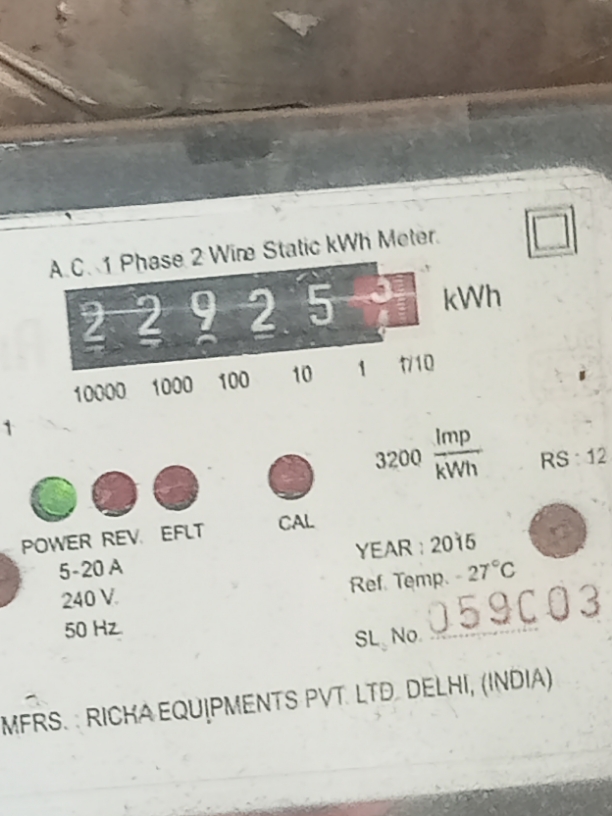 A.C. 1 Phase 2 Wire Static kWh Meter.
2 2 9 2 5 3 kWh
10000 1000 100 10 1 1/10
1
3200 Imp/kWh RS : 12
POWER REV. EFLT CAL
5-20 A
240 V.
50 Hz.
YEAR : 2015
Ref. Temp. - 27°C
SL. No. 059C03
MFRS. : RICHA EQUIPMENTS PVT. LTD. DELHI, (INDIA)